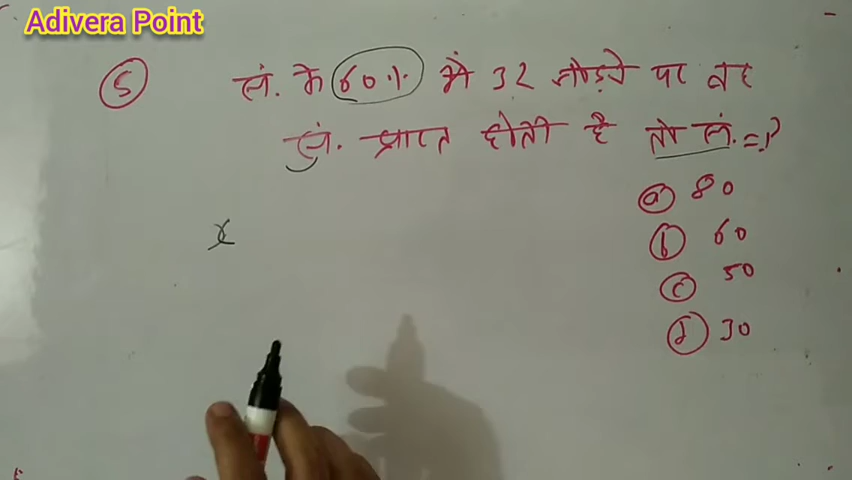 Adivera Point
5 सं. के 60% में 32 जोड़ने पर वह
सं. प्राप्त होती है तो सं. = ?
a 80
b 60
c 50
d 30
x